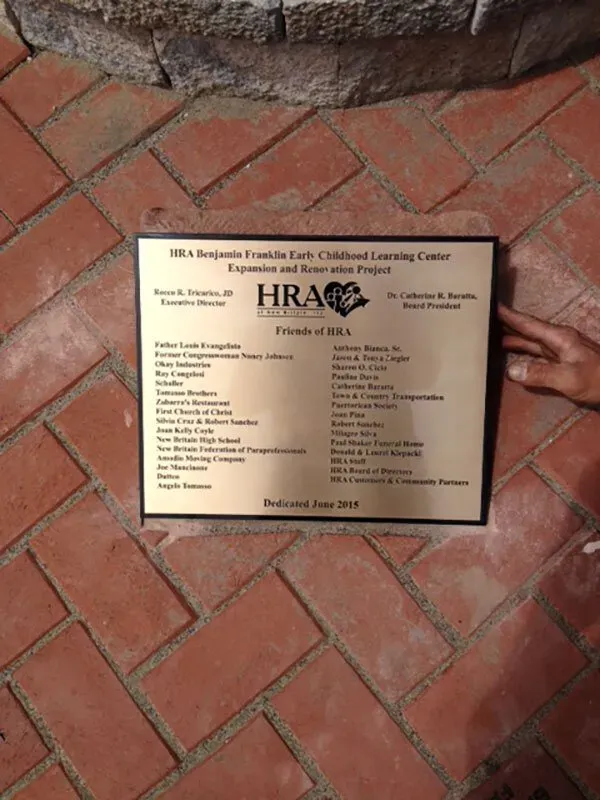 HRA Benjamin Franklin Early Childhood Learning Center
Expansion and Renovation Project
Rocco R. Tricarico, JD
Executive Director
HRA
of New Britain, Inc.
Dr. Catherine R. Baratta,
Board President
Friends of HRA
Father Louis Evangelisto
Former Congresswoman Nancy Johnson
Okay Industries
Ray Congelosi
Schaller
Tomasso Brothers
Zabarra's Restaurant
First Church of Christ
Silvia Cruz & Robert Sanchez
Joan Kelly Coyle
New Britain High School
New Britain Federation of Paraprofessionals
Amodio Moving Company
Joe Mancinone
Dattco
Angelo Tomasso
Anthony Bianca, Sr.
Jason & Tonya Ziegler
Sharon O. Cicio
Pauline Davis
Catherine Baratta
Town & Country Transportation
Puertorican Society
Joan Pina
Robert Sanchez
Milagro Silva
Paul Shaker Funeral Home
Donald & Laurel Klepacki
HRA Staff
HRA Board of Directors
HRA Customers & Community Partners
Dedicated June 2015